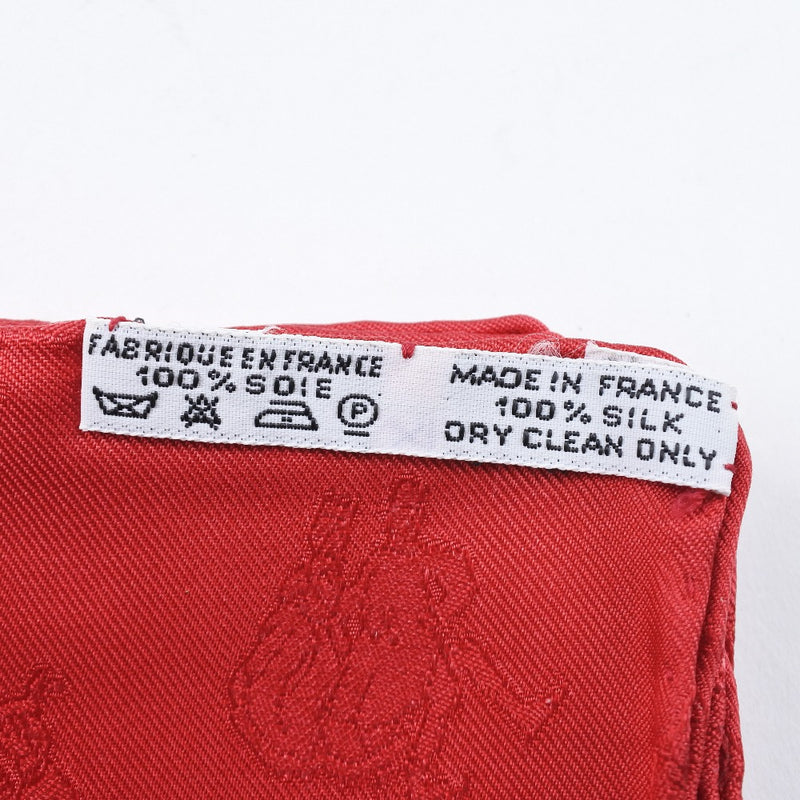 FABRIQUE EN FRANCE
100% SOIE
P
MADE IN FRANCE
100% SILK
DRY CLEAN ONLY